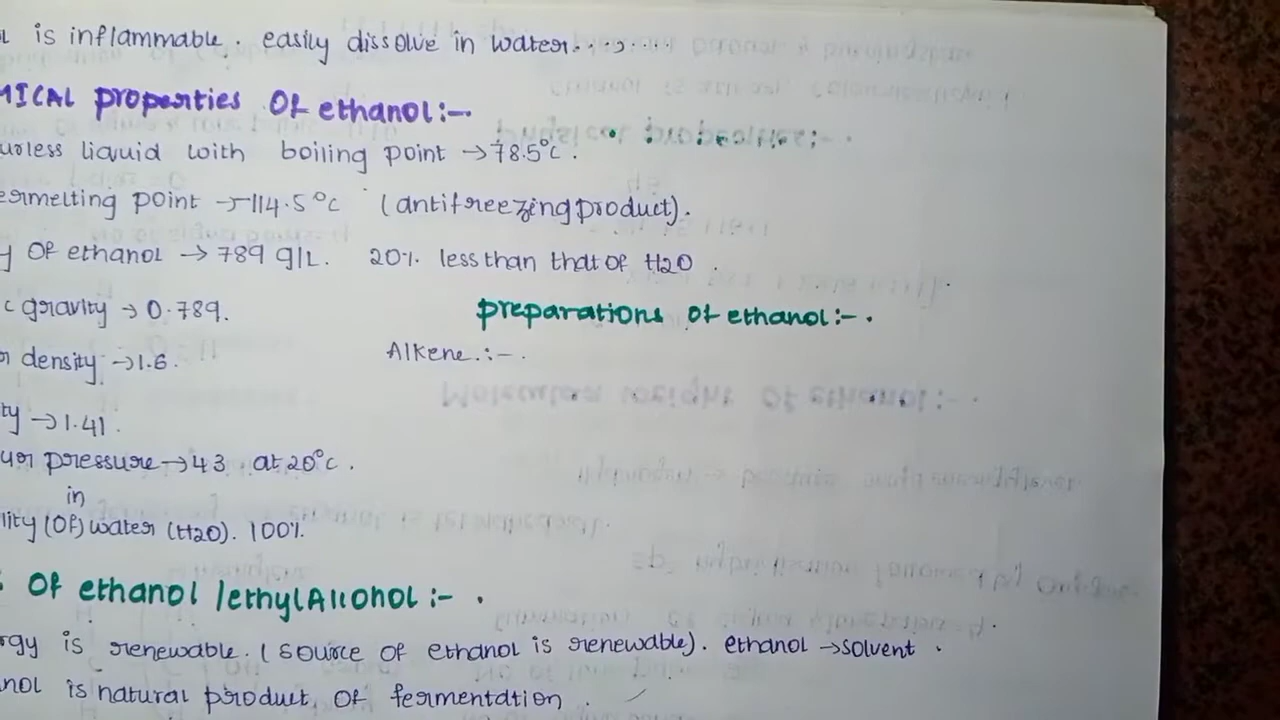 is inflammable. easily dissolve in water........
MICAL properties Of ethanol:-.
urless liquid with boiling point →78.5°c.
ermelting point →-114.5°c (antifreezing product).
y Of ethanol → 789 g/L. 20% less than that of H2O.
c gravity → 0.789.
preparations of ethanol:-.
density →1.6.
Alkene.:-.
ty →1.41.
ur pressure →43 at 20°c.
in
lity (Of) water (H2O). 100%.
Of ethanol /ethylAlcohol:- .
rgy is renewable. (source of ethanol is renewable). ethanol →solvent.
nol is natural product of fermentation.